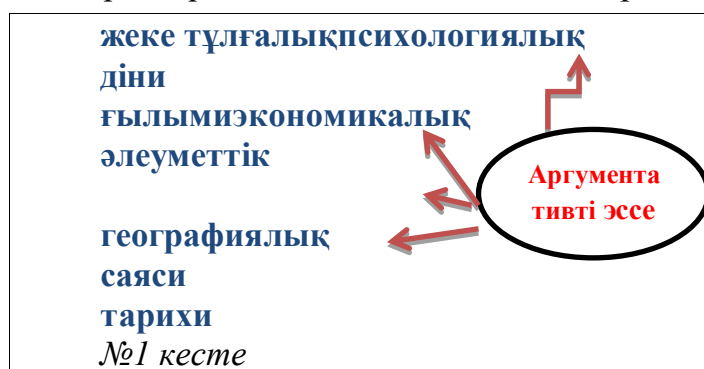 жеке тұлғалықпсихологиялық
діни
ғылымиэкономикалық
әлеуметтік
Аргумента
тивті эссе
географиялық
саяси
тарихи
№1 кесте